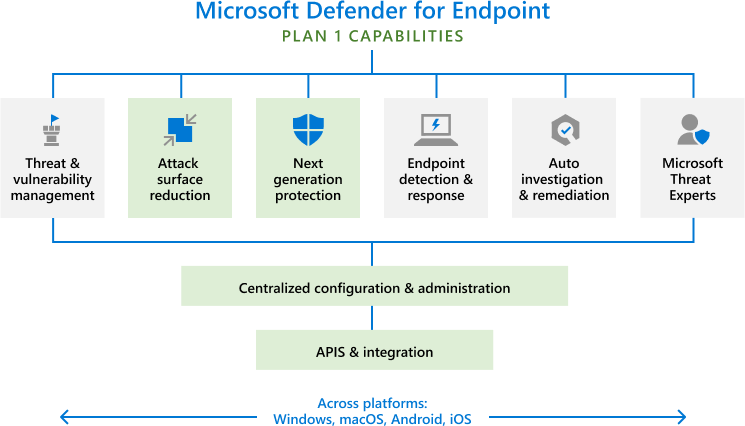 Microsoft Defender for Endpoint
PLAN 1 CAPABILITIES
Threat &
vulnerability
management
Attack
surface
reduction
Next
generation
protection
Endpoint
detection &
response
Auto
investigation
& remediation
Microsoft
Threat
Experts
Centralized configuration & administration
APIS & integration
Across platforms:
Windows, macOS, Android, iOS